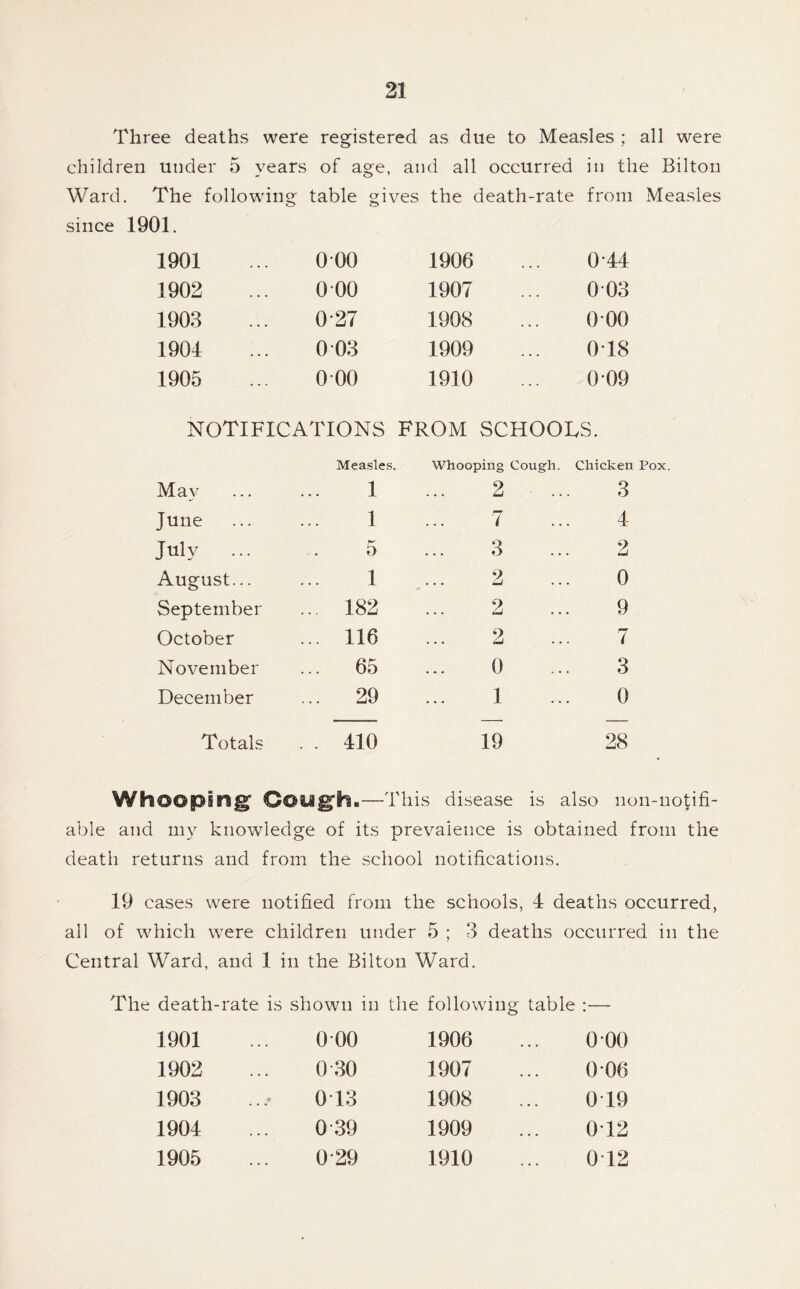 21
Three deaths were registered as due to Measles ; all were
children under 5 years of age, and all occurred in the Bilton
Ward. The following table gives the death-rate from Measles
since 1901.
1901 ... 0·00 1906 ... 0·44
1902 ... 0·00 1907 ... 0·03
1903 ... 0·27 1908 ... 0·00
1904 ... 0·03 1909 ... 0·18
1905 ... 0·00 1910 ... 0·09
NOTIFICATIONS FROM SCHOOLS.
Measles. Whooping Cough. Chicken Pox.
May ... ... 1 ... 2 ... 3
June ... ... 1 ... 7 ... 4
July ... . 5 ... 3 ... 2
August... ... 1 ... 2 ... 0
September ... 182 ... 2 ... 9
October ... 116 ... 2 ... 7
November ... 65 ... 0 ... 3
December ... 29 ... 1 ... 0
Totals . . 410 19 28
Whooping Cough.—This disease is also non-notifi-
able and my knowledge of its prevalence is obtained from the
death returns and from the school notifications.
19 cases were notified from the schools, 4 deaths occurred,
all of which were children under 5 ; 3 deaths occurred in the
Central Ward, and 1 in the Bilton Ward.
The death-rate is shown in the following table :—
1901 ... 0·00 1906 ... 0·00
1902 ... 0·30 1907 ... 0·06
1903 ... 0·13 1908 ... 0·19
1904 ... 0·39 1909 ... 0·12
1905 ... 0·29 1910 ... 0·12